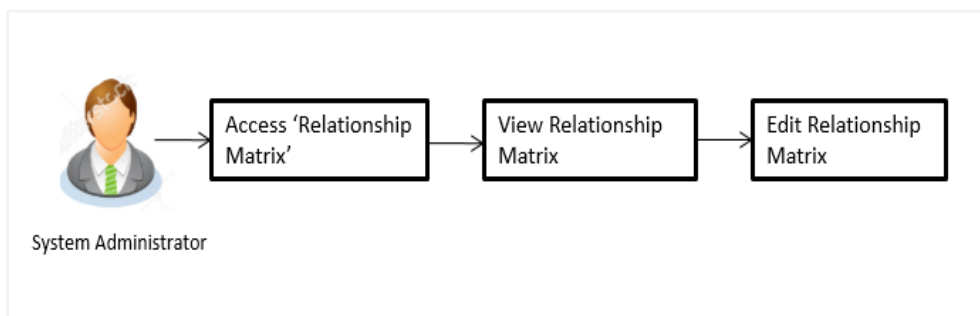 Access ‘Relationship
Matrix’
View Relationship
Matrix
Edit Relationship
Matrix
System Administrator